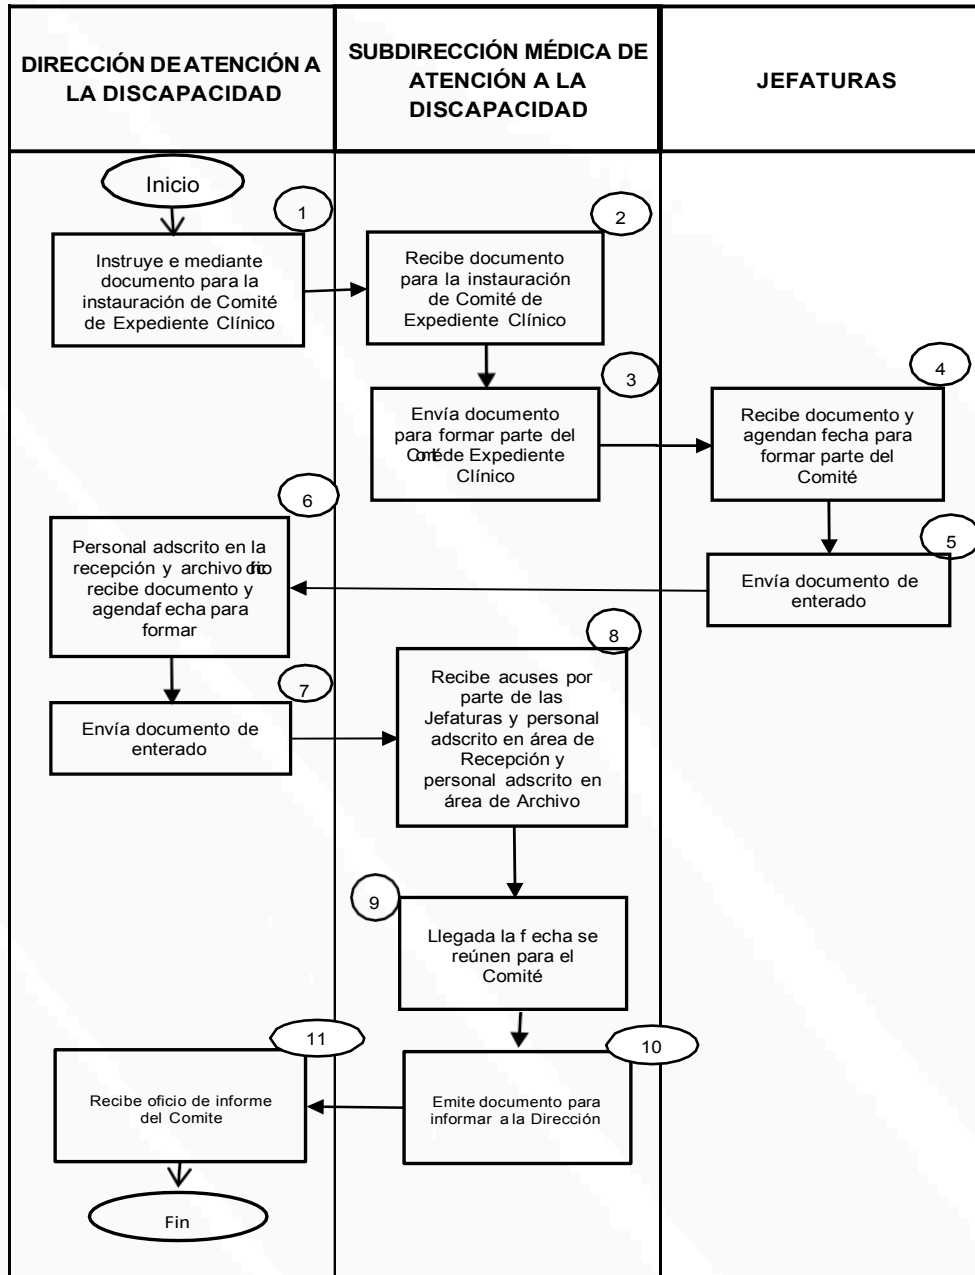 DIRECCIÓN DE ATENCIÓN A
LA DISCAPACIDAD
SUBDIRECCIÓN MÉDICA DE
ATENCIÓN A LA
DISCAPACIDAD
JEFATURAS
Inicio
1
Instruye e mediante
documento para la
instauración de Comité
de Expediente Clínico
2
Recibe documento
para la instauración
de Comité de
Expediente Clínico
3
Envía documento
para formar parte del
de Expediente
Clínico
4
Recibe documento y
agendan fecha para
formar parte del
Comité
5
Envía documento de
enterado
6
Personal adscrito en la
recepción y archivo
recibe documento y
agenda fecha para
formar
7
Envía documento de
enterado
8
Recibe acuses por
parte de las
Jefaturas y personal
adscrito en área de
Recepción y
personal adscrito en
área de Archivo
9
Llegada la fecha se
reúnen para el
Comité
10
Emite documento para
informar a la Dirección
11
Recibe oficio de informe
del Comite
Fin